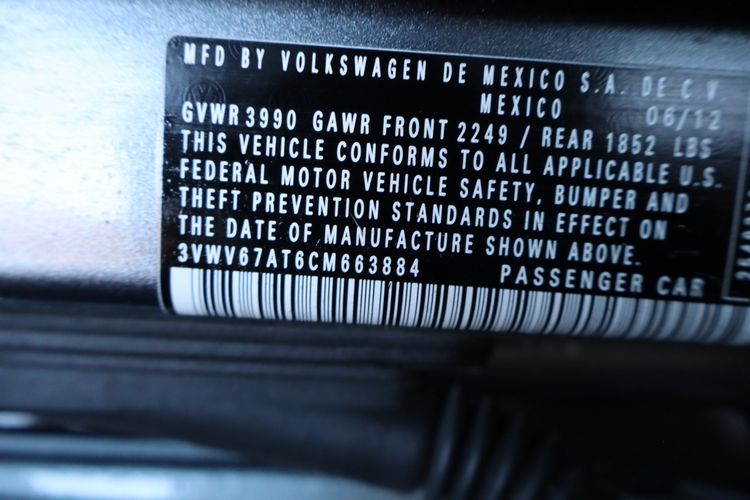 MFD BY VOLKSWAGEN DE MEXICO S.A. DE C.V.
MEXICO 06/12
GVWR 3990 GAWR FRONT 2249 / REAR 1852 LBS
THIS VEHICLE CONFORMS TO ALL APPLICABLE U.S.
FEDERAL MOTOR VEHICLE SAFETY, BUMPER AND
THEFT PREVENTION STANDARDS IN EFFECT ON
THE DATE OF MANUFACTURE SHOWN ABOVE.
3VWV67AT6CM663884 PASSENGER CAR